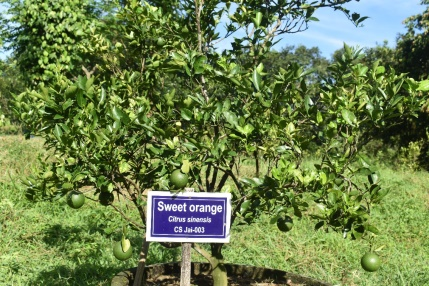 Sweet orange
Citrus sinensis
CS Jai-003